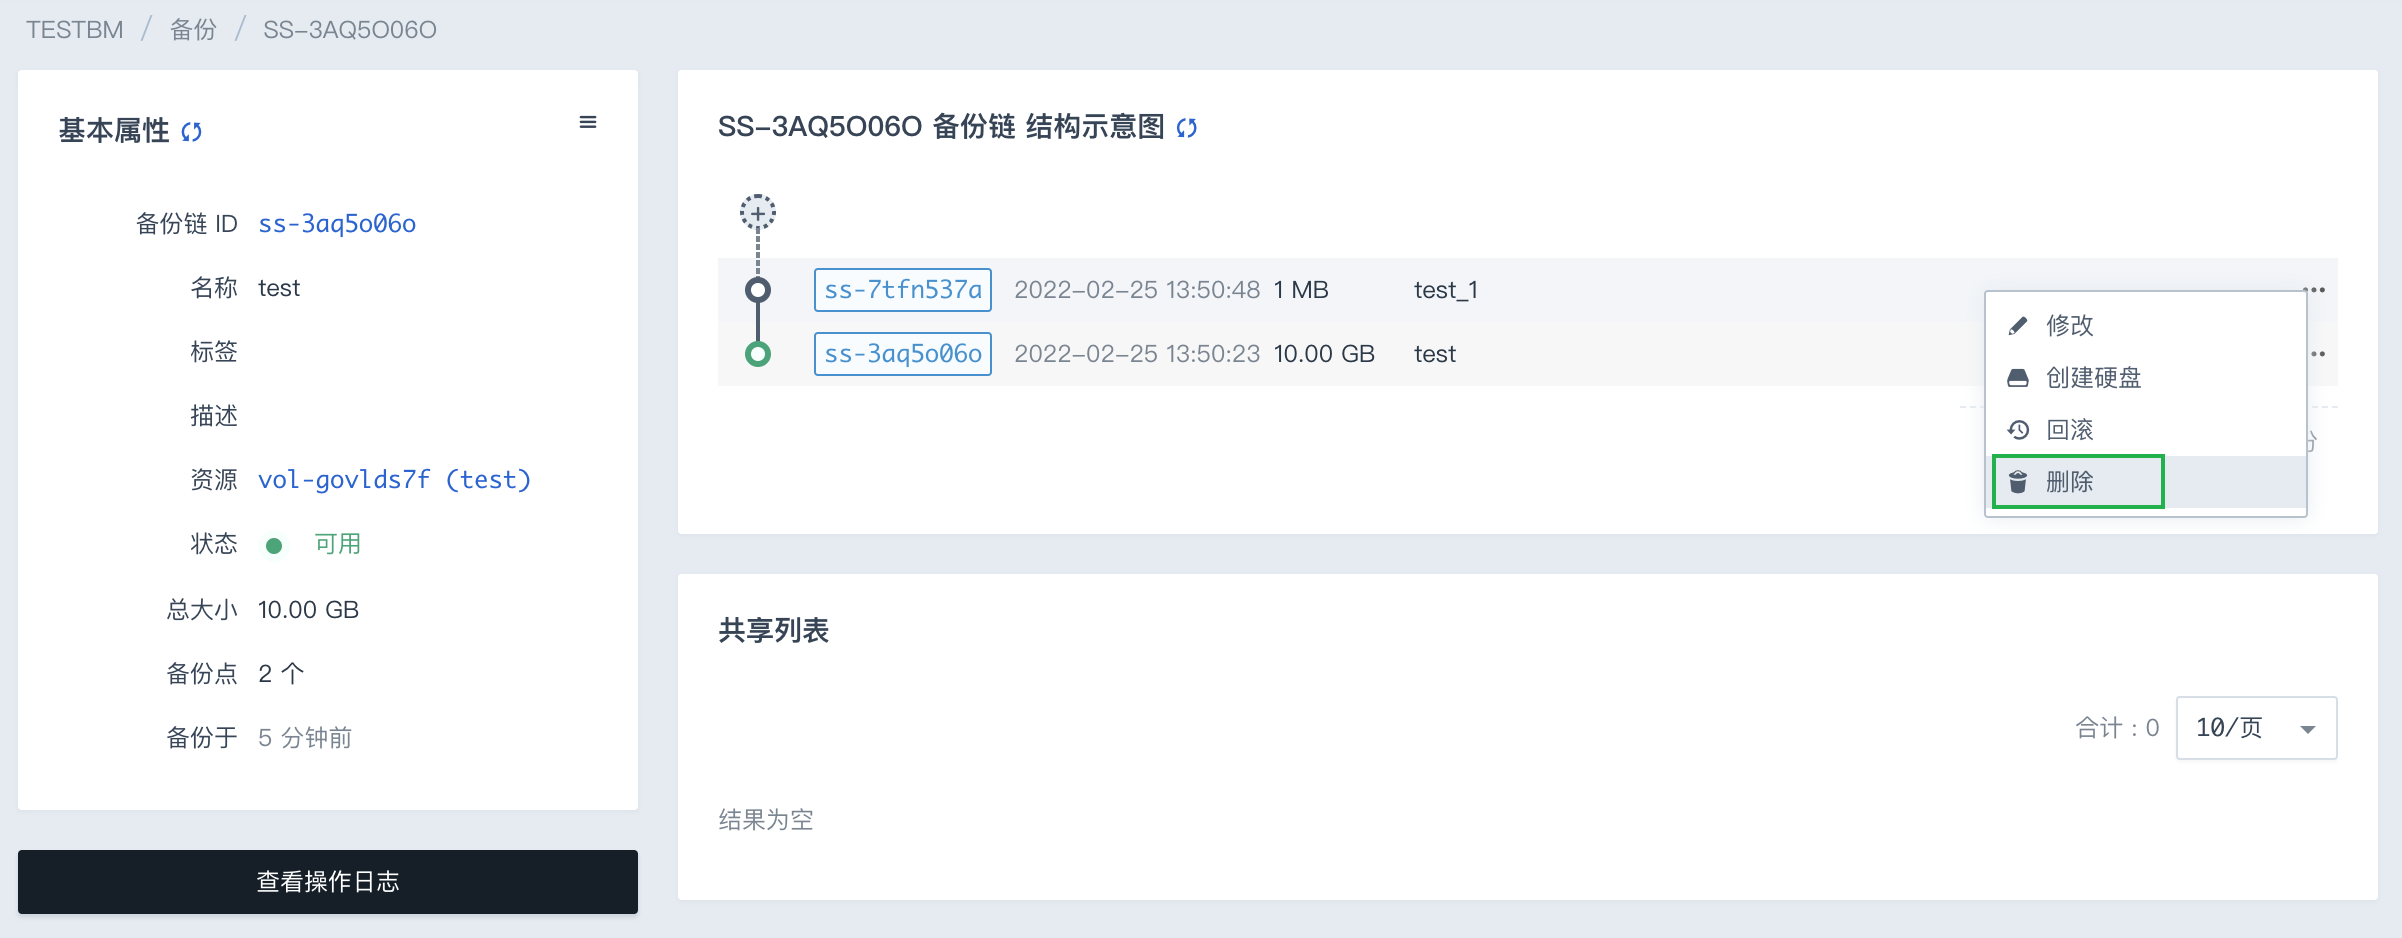 TESTBM / 备份 / SS-3AQ5O06O
基本属性
备份链 ID ss-3aq5o06o
名称 test
标签
描述
资源 vol-govlds7f (test)
状态 可用
总大小 10.00 GB
备份点 2 个
备份于 5 分钟前
查看操作日志
SS-3AQ5O06O 备份链 结构示意图
ss-7tfn537a 2022-02-25 13:50:48 1 MB test_1
ss-3aq5o06o 2022-02-25 13:50:23 10.00 GB test
修改
创建硬盘
回滚
删除
共享列表
合计：0 10/页
结果为空